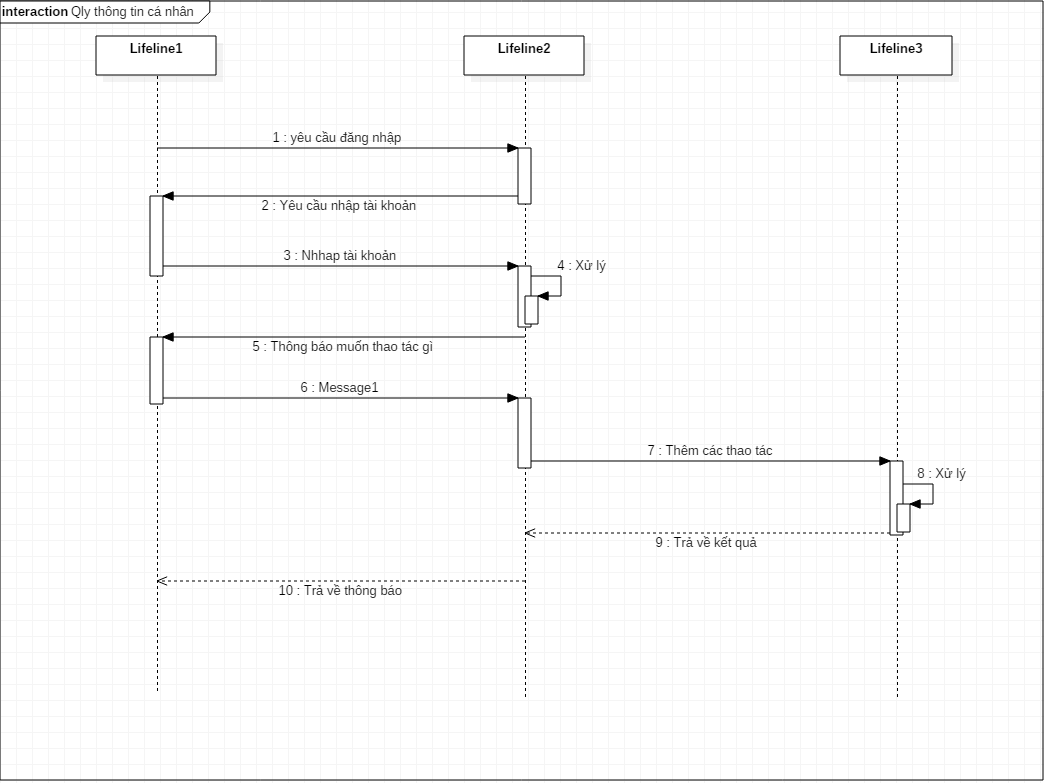 interaction Qly thông tin cá nhân
Lifeline1
Lifeline2
Lifeline3
1 : yêu cầu đăng nhập
2 : Yêu cầu nhập tài khoản
3 : Nhhap tài khoản
4 : Xử lý
5 : Thông báo muốn thao tác gì
6 : Message1
7 : Thêm các thao tác
8 : Xử lý
9 : Trả về kết quả
10 : Trả về thông báo